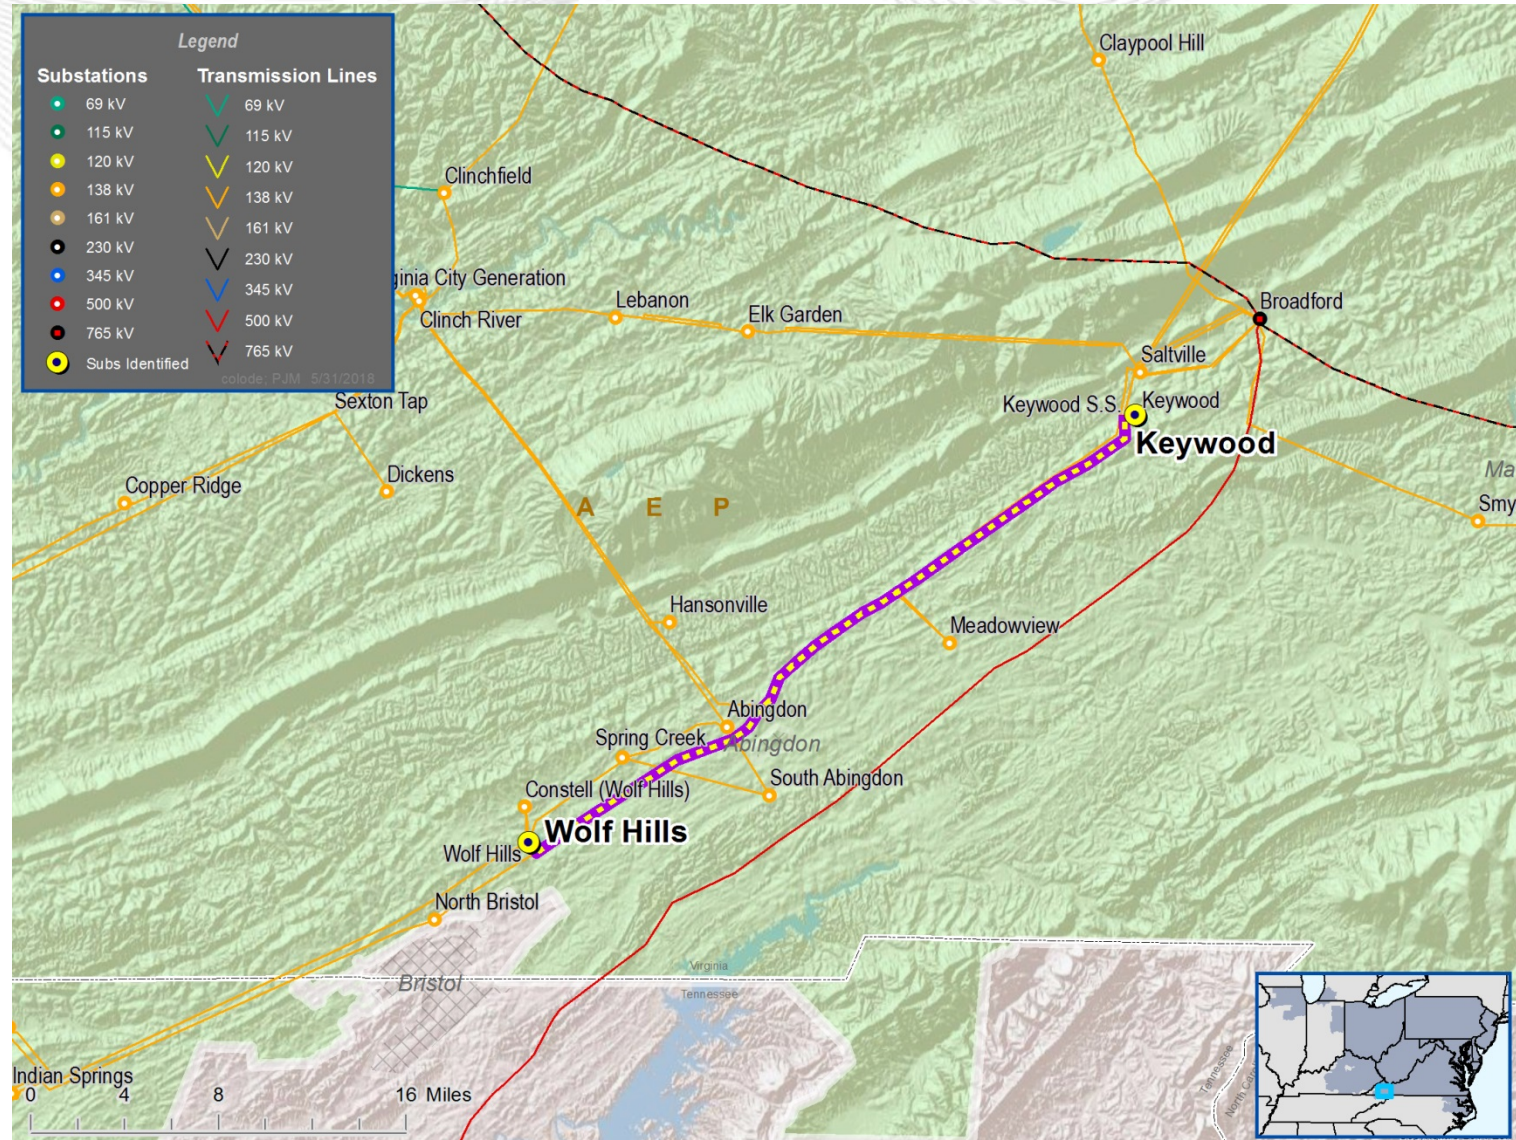 Legend
Substations
Transmission Lines
69 kV
69 kV
115 kV
115 kV
120 kV
120 kV
138 kV
138 kV
161 kV
161 kV
230 kV
230 kV
345 kV
345 kV
500 kV
500 kV
765 kV
765 kV
Subs Identified
colode; PJM 5/31/2018
Claypool Hill
Clinchfield
ginia City Generation
Clinch River
Lebanon
Elk Garden
Broadford
Saltville
Sexton Tap
Keywood S.S.
Keywood
Keywood
Copper Ridge
Dickens
Ma
Smy
A E P
Hansonville
Meadowview
Abingdon
Spring Creek
Abingdon
South Abingdon
Constell (Wolf Hills)
Wolf Hills
Wolf Hills
North Bristol
Bristol
Virginia
Tennessee
Indian Springs
Tennessee
North Car
0 4 8 16 Miles